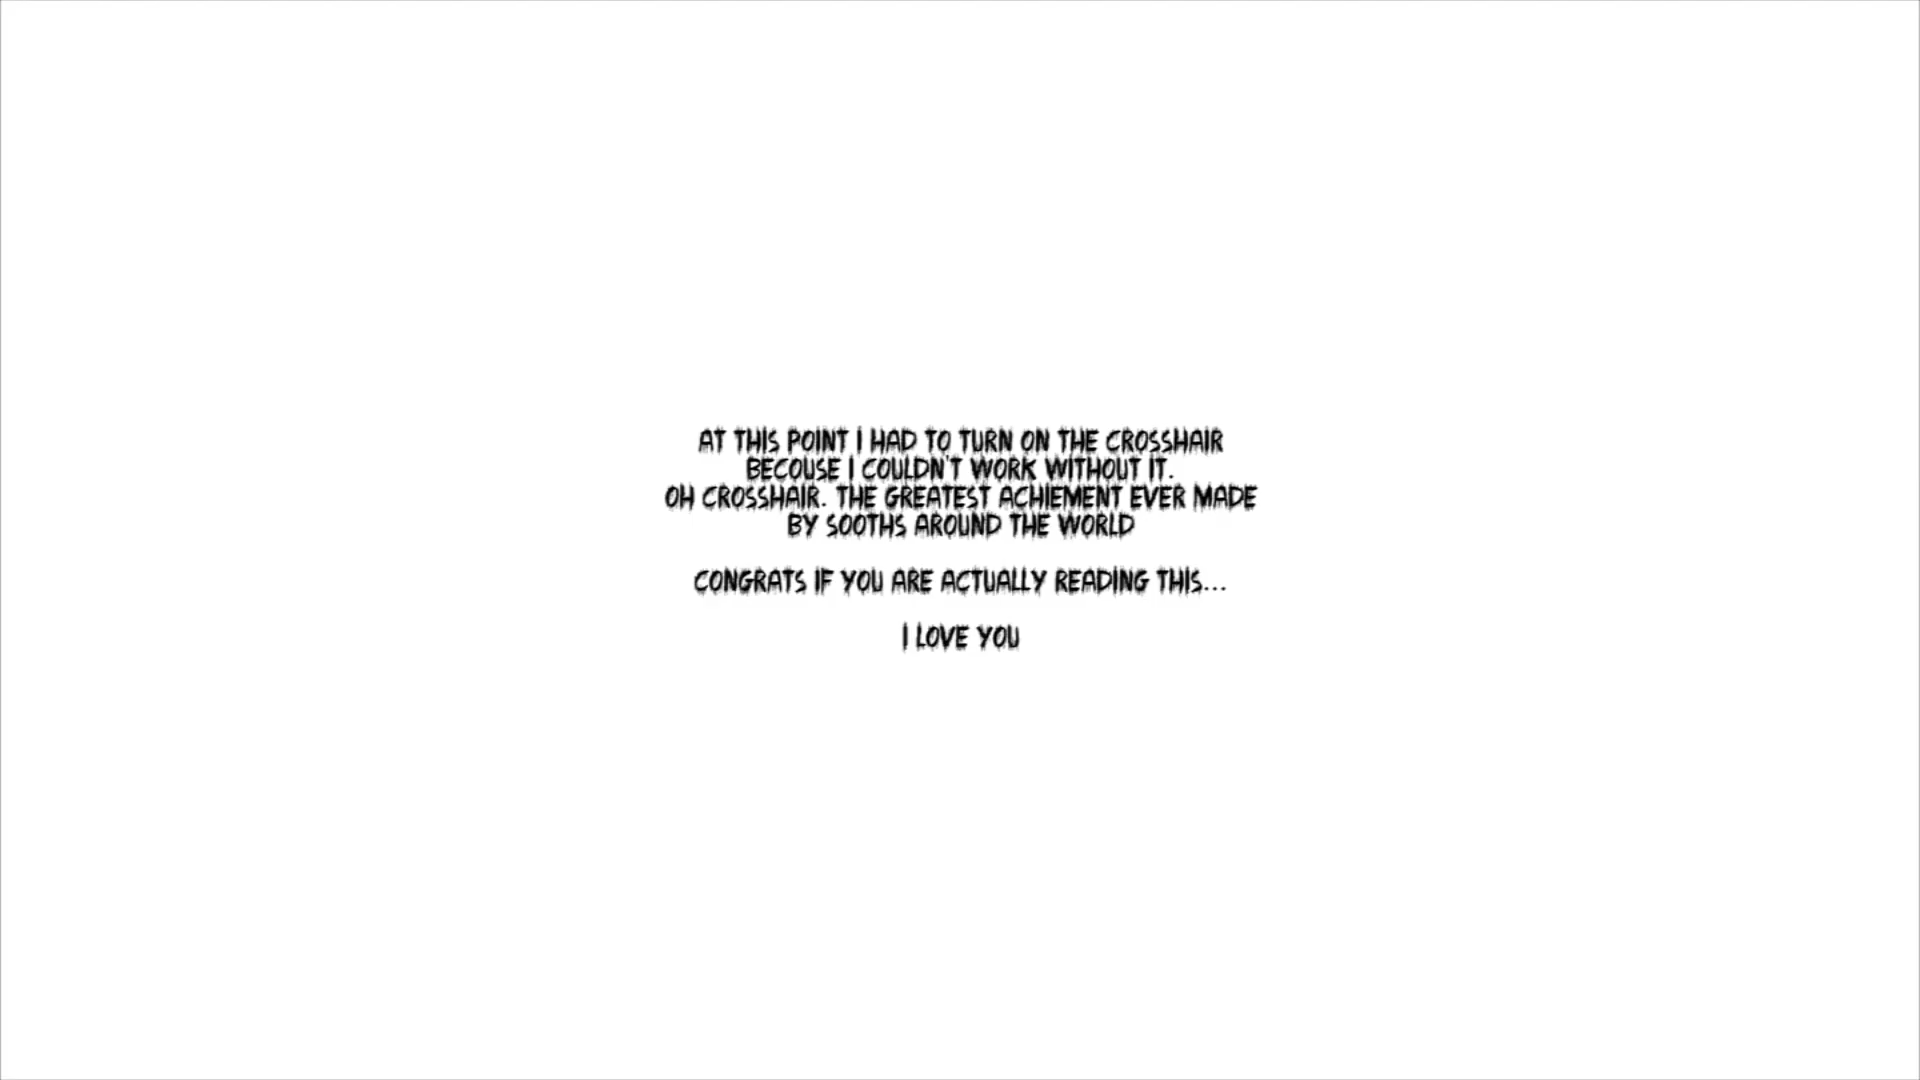 AT THIS POINT I HAD TO TURN ON THE CROSSHAIR
BECOUSE I COULDN'T WORK WITHOUT IT.
OH CROSSHAIR. THE GREATEST ACHIEMENT EVER MADE
BY SOOTHS AROUND THE WORLD
CONGRATS IF YOU ARE ACTUALLY READING THIS...
I LOVE YOU